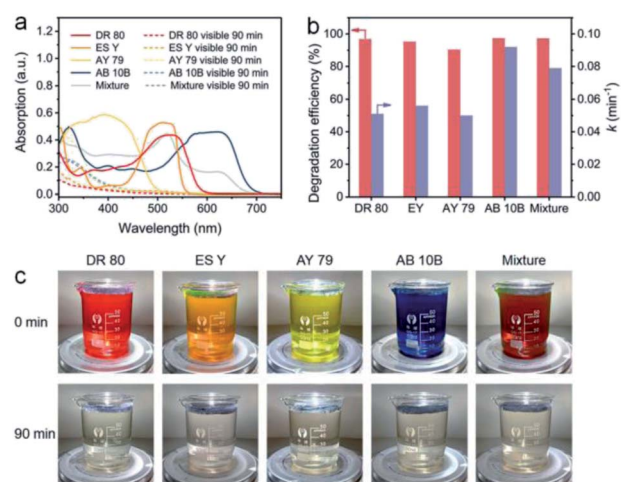 a
1.2
0.9
0.6
0.4
0.2
0.0
300
400
500
600
700
Absorption (a.u.)
Wavelength (nm)
DR 80
ES Y
AY 79
AB 10B
Mixture
DR 80 visible 90 min
ES Y visible 90 min
AY 79 visible 90 min
AB 10B visible 90 min
Mixture visible 90 min
b
Degradation efficiency (%)
100
80
60
40
20
0
0.10
0.08
0.06
0.04
0.02
0.00
k (min⁻¹)
DR 80
EY
AY 79
AB 10B
Mixture
c
DR 80 ES Y AY 79 AB 10B Mixture
0 min
90 min